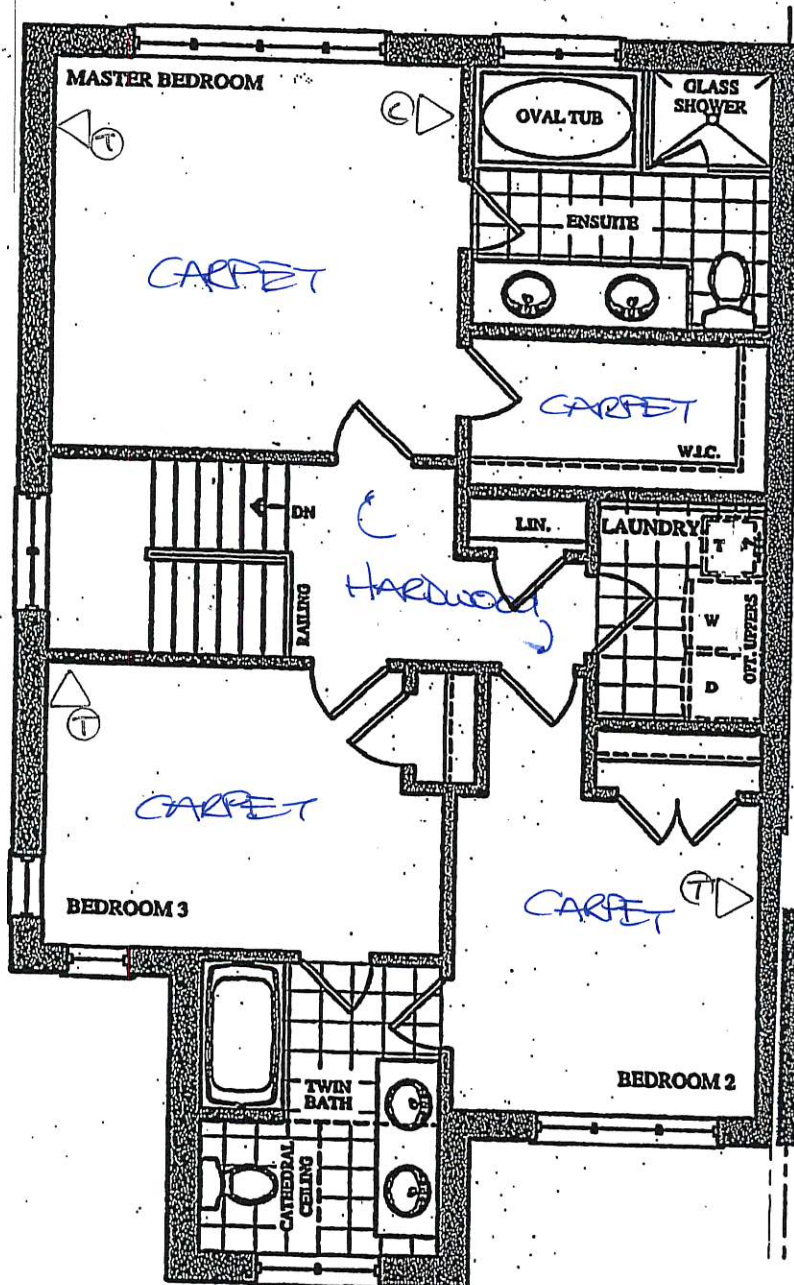 MASTER BEDROOM
T
C
OVAL TUB
GLASS
SHOWER
ENSUITE
CARPET
CARPET
W.I.C.
DN
LIN.
LAUNDRY
T
HARDWOOD
RAILING
W
D
OPT. UPPERS
T
CARPET
BEDROOM 3
CARPET
T
BEDROOM 2
TWIN
BATH
CATHEDRAL
CEILING